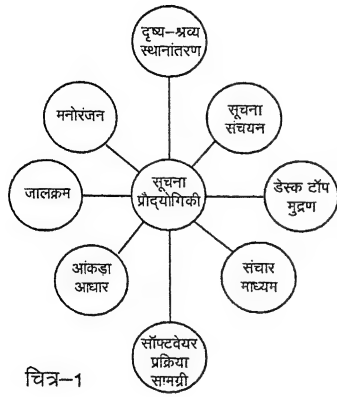 दृष्य-श्रव्य
स्थानांतरण
मनोरंजन
सूचना
संचयन
जालक्रम
सूचना
प्रौद्योगिकी
डेस्क टॉप
मुद्रण
आंकड़ा
आधार
संचार
माध्यम
सॉफ्टवेयर
प्रक्रिया
सामग्री
चित्र-1